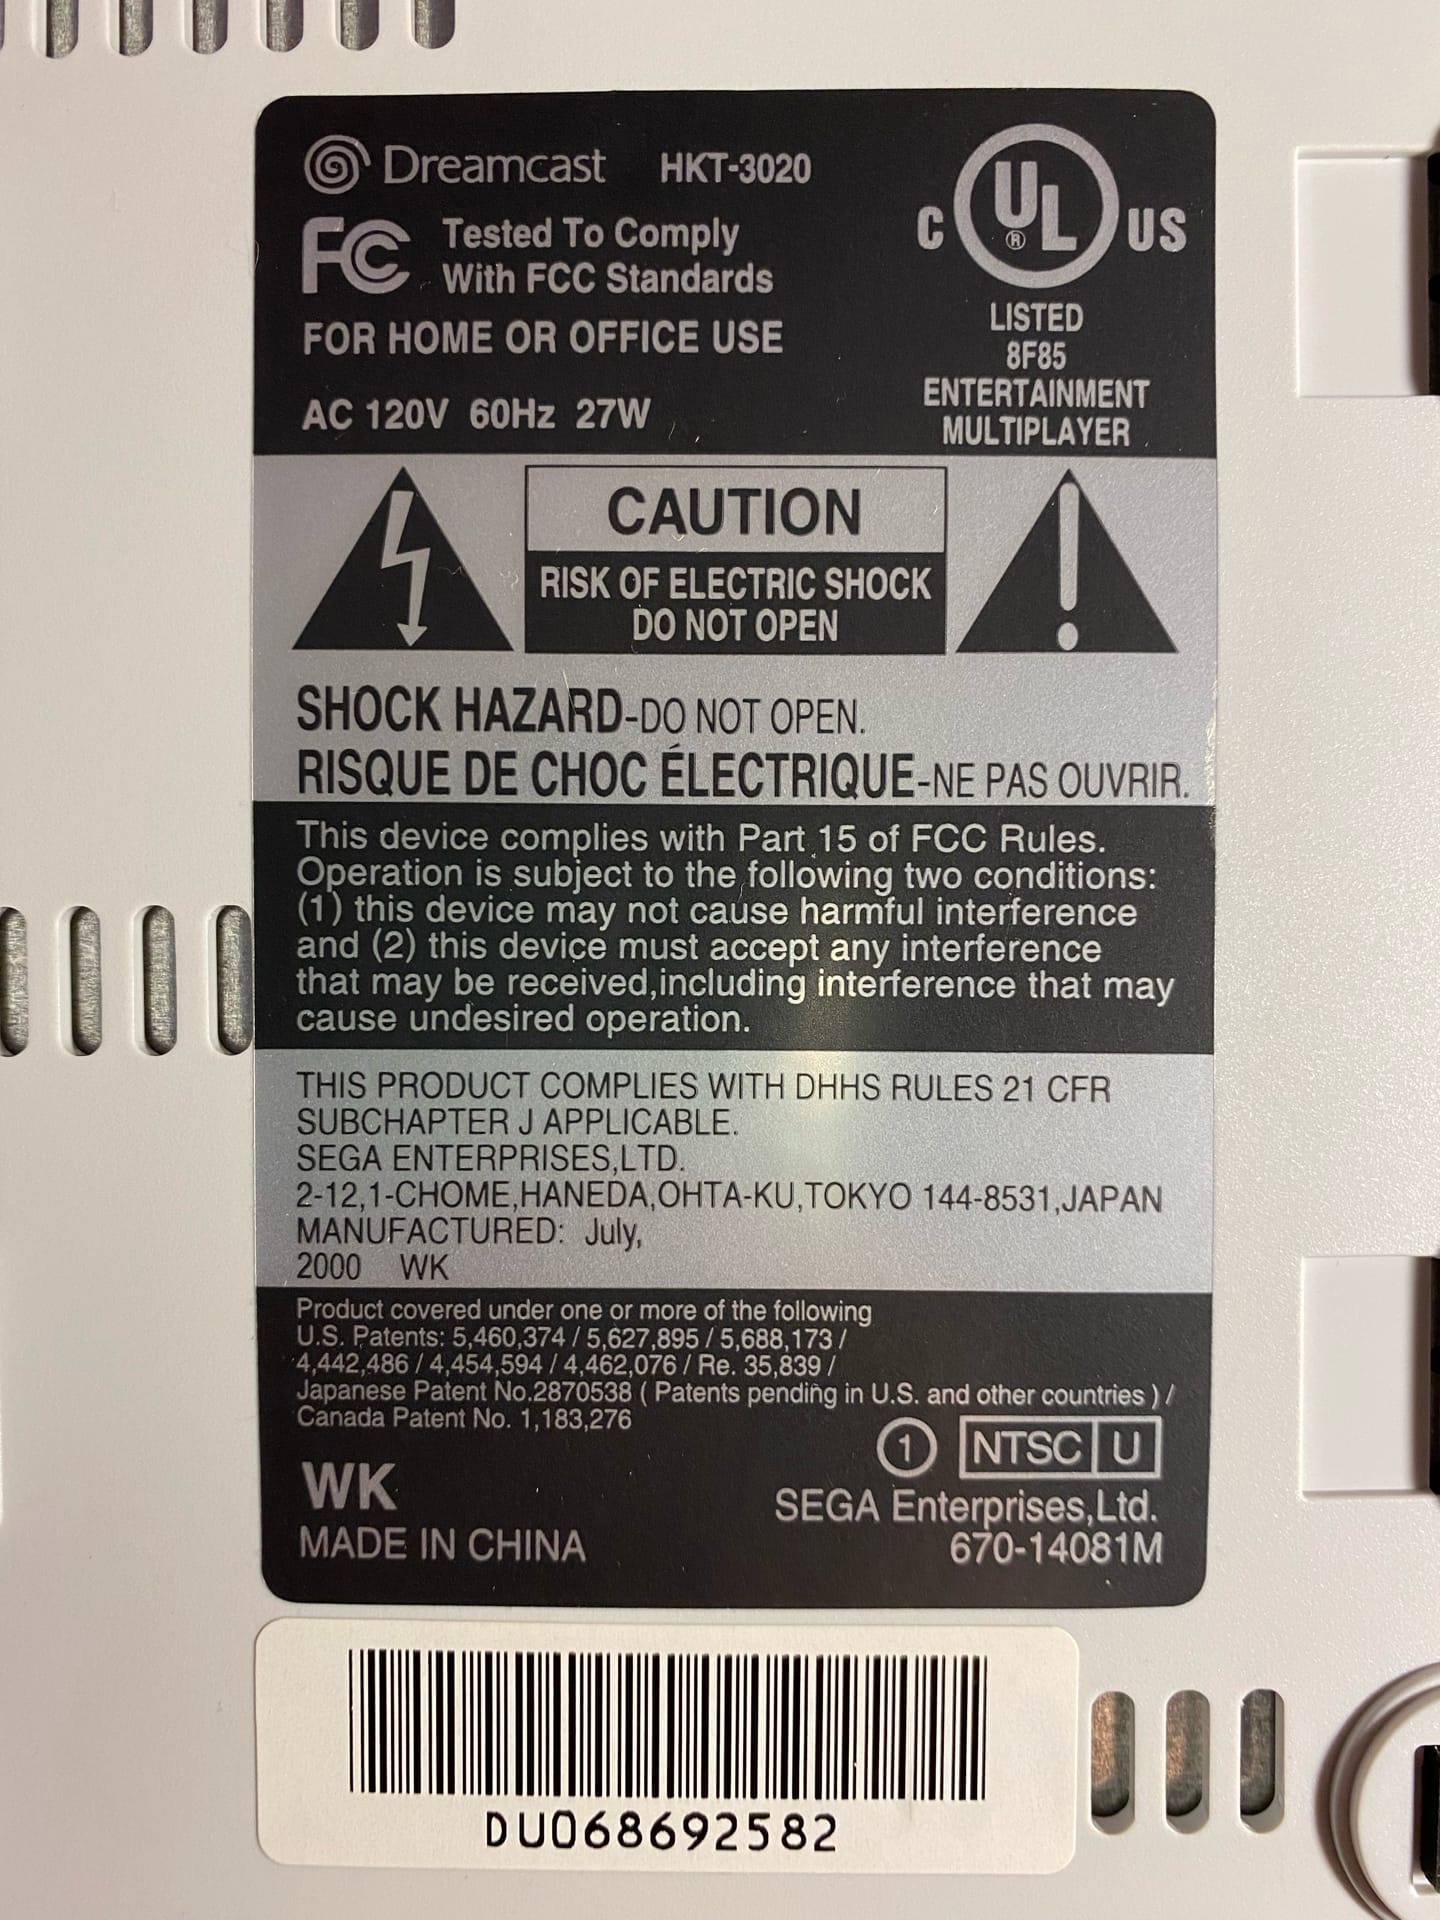 Dreamcast HKT-3020
FC Tested To Comply
With FCC Standards
FOR HOME OR OFFICE USE
AC 120V 60Hz 27W
C UL® US
LISTED
8F85
ENTERTAINMENT
MULTIPLAYER
CAUTION
RISK OF ELECTRIC SHOCK
DO NOT OPEN
SHOCK HAZARD-DO NOT OPEN.
RISQUE DE CHOC ÉLECTRIQUE-NE PAS OUVRIR.
This device complies with Part 15 of FCC Rules.
Operation is subject to the following two conditions:
(1) this device may not cause harmful interference
and (2) this device must accept any interference
that may be received,including interference that may
cause undesired operation.
THIS PRODUCT COMPLIES WITH DHHS RULES 21 CFR
SUBCHAPTER J APPLICABLE.
SEGA ENTERPRISES,LTD.
2-12,1-CHOME,HANEDA,OHTA-KU,TOKYO 144-8531,JAPAN
MANUFACTURED: July,
2000 WK
Product covered under one or more of the following
U.S. Patents: 5,460,374 / 5,627,895 / 5,688,173 /
4,442,486 / 4,454,594 / 4,462,076 / Re. 35,839 /
Japanese Patent No.2870538 ( Patents pending in U.S. and other countries ) /
Canada Patent No. 1,183,276
1 NTSC U
WK
MADE IN CHINA
SEGA Enterprises,Ltd.
670-14081M
DU068692582